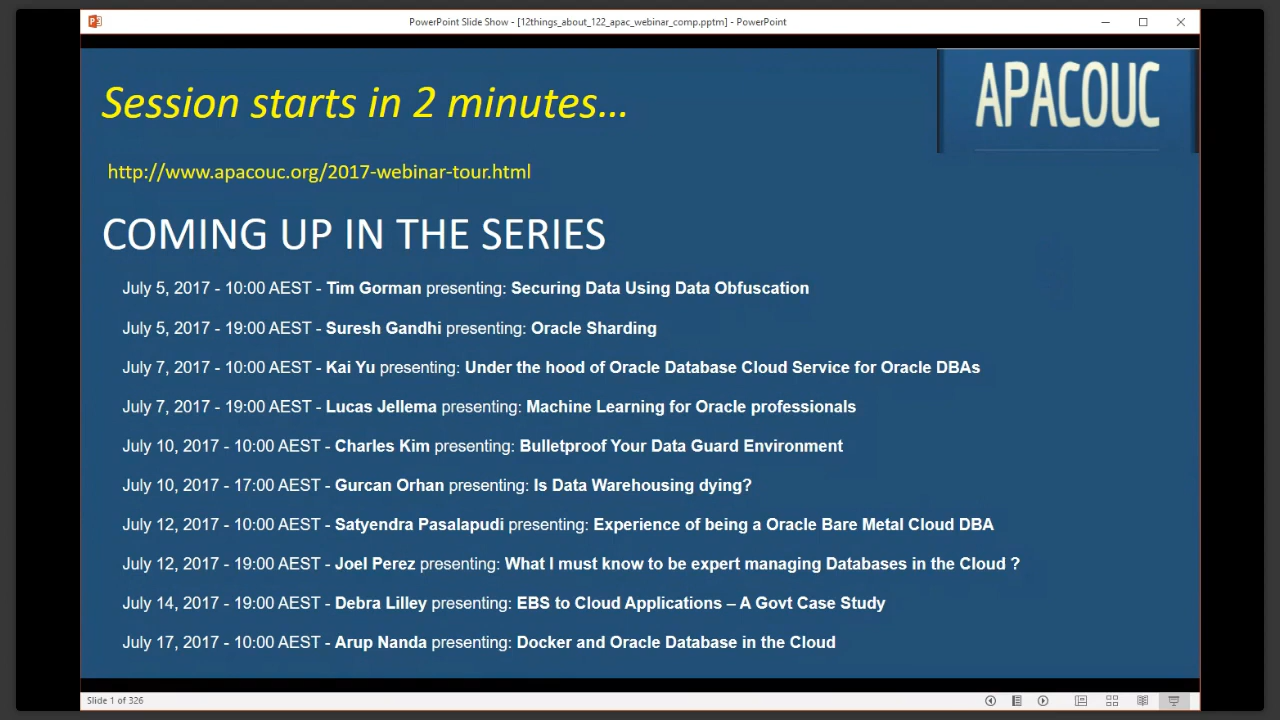 PowerPoint Slide Show - [12things_about_122_apac_webinar_comp.pptm] - PowerPoint
Session starts in 2 minutes...
APACOUC
http://www.apacouc.org/2017-webinar-tour.html
COMING UP IN THE SERIES
July 5, 2017 - 10:00 AEST - Tim Gorman presenting: Securing Data Using Data Obfuscation
July 5, 2017 - 19:00 AEST - Suresh Gandhi presenting: Oracle Sharding
July 7, 2017 - 10:00 AEST - Kai Yu presenting: Under the hood of Oracle Database Cloud Service for Oracle DBAs
July 7, 2017 - 19:00 AEST - Lucas Jellema presenting: Machine Learning for Oracle professionals
July 10, 2017 - 10:00 AEST - Charles Kim presenting: Bulletproof Your Data Guard Environment
July 10, 2017 - 17:00 AEST - Gurcan Orhan presenting: Is Data Warehousing dying?
July 12, 2017 - 10:00 AEST - Satyendra Pasalapudi presenting: Experience of being a Oracle Bare Metal Cloud DBA
July 12, 2017 - 19:00 AEST - Joel Perez presenting: What I must know to be expert managing Databases in the Cloud ?
July 14, 2017 - 19:00 AEST - Debra Lilley presenting: EBS to Cloud Applications – A Govt Case Study
July 17, 2017 - 10:00 AEST - Arup Nanda presenting: Docker and Oracle Database in the Cloud
Slide 1 of 326